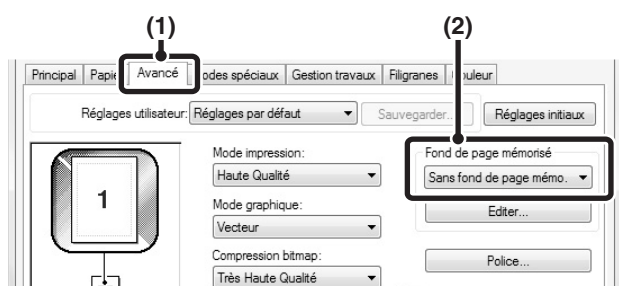 (1) (2)
Principal Papie Avancé odes spéciaux Gestion travaux Filigranes uleur
Réglages utilisateur: Réglages par défaut Sauvegarder... Réglages initiaux
Mode impression: Fond de page mémorisé
Haute Qualité Sans fond de page mémo.
1
Mode graphique: Editer...
Vecteur
Compression bitmap: Police...
Très Haute Qualité